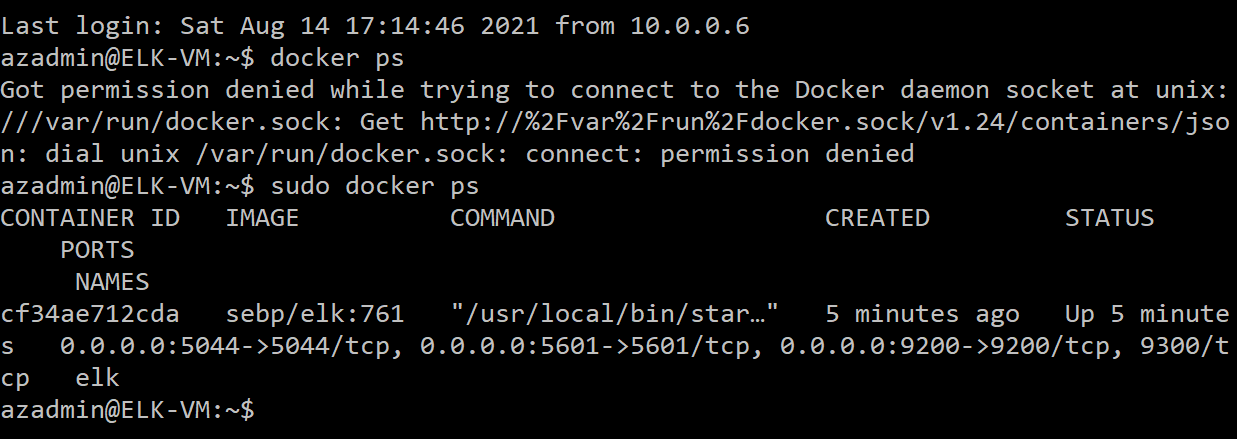 Last login: Sat Aug 14 17:14:46 2021 from 10.0.0.6
azadmin@ELK-VM:~$ docker ps
Got permission denied while trying to connect to the Docker daemon socket at unix:
///var/run/docker.sock: Get http://%2Fvar%2Frun%2Fdocker.sock/v1.24/containers/jso
n: dial unix /var/run/docker.sock: connect: permission denied
azadmin@ELK-VM:~$ sudo docker ps
CONTAINER ID   IMAGE          COMMAND                  CREATED         STATUS
    PORTS
     NAMES
cf34ae712cda   sebp/elk:761   "/usr/local/bin/star…"   5 minutes ago   Up 5 minute
s   0.0.0.0:5044->5044/tcp, 0.0.0.0:5601->5601/tcp, 0.0.0.0:9200->9200/tcp, 9300/t
cp   elk
azadmin@ELK-VM:~$